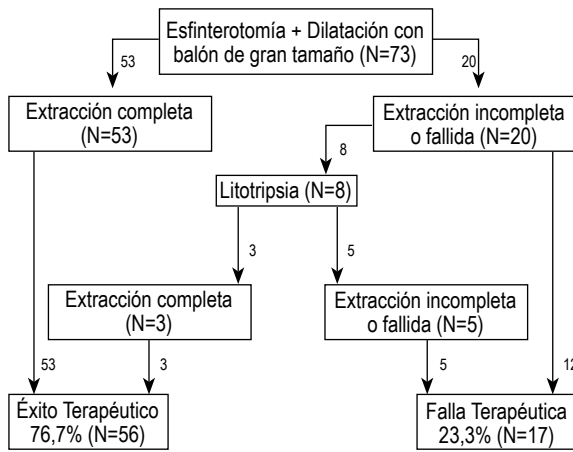 Esfinterotomía + Dilatación con
balón de gran tamaño (N=73)
53
20
Extracción completa
(N=53)
Extracción incompleta
o fallida (N=20)
8
Litotripsia (N=8)
3
5
Extracción completa
(N=3)
Extracción incompleta
o fallida (N=5)
53
3
5
12
Éxito Terapéutico
76,7% (N=56)
Falla Terapéutica
23,3% (N=17)